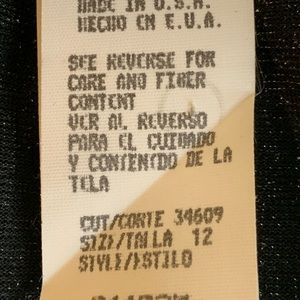 MADE IN U.S.A.
HECHO EN E.U.A.
SEE REVERSE FOR
CARE AND FIBER
CONTENT
VER AL REVERSO
PARA EL CUIDADO
Y CONTENIDO DE LA
TELA
CUT/CORTE 34609
SIZE/TALLA 12
STYLE/ESTILO